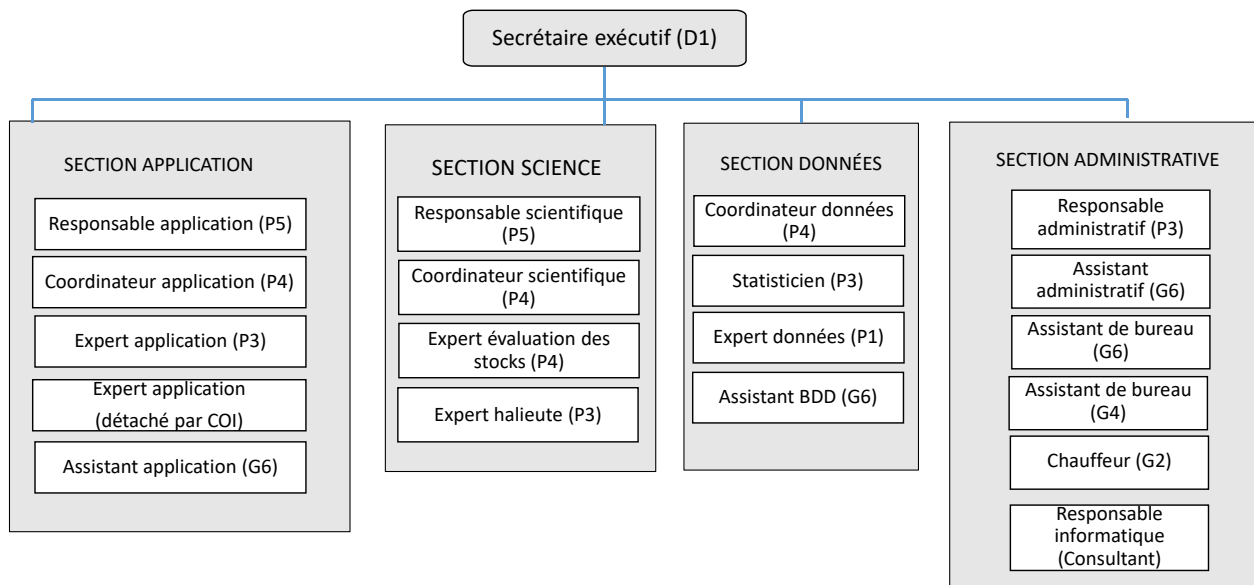 Secrétaire exécutif (D1)
SECTION APPLICATION
Responsable application (P5)
Coordinateur application (P4)
Expert application (P3)
Expert application
(détaché par COI)
Assistant application (G6)
SECTION SCIENCE
Responsable scientifique
(P5)
Coordinateur scientifique
(P4)
Expert évaluation des
stocks (P4)
Expert halieute (P3)
SECTION DONNÉES
Coordinateur données
(P4)
Statisticien (P3)
Expert données (P1)
Assistant BDD (G6)
SECTION ADMINISTRATIVE
Responsable
administratif (P3)
Assistant
administratif (G6)
Assistant de bureau
(G6)
Assistant de bureau
(G4)
Chauffeur (G2)
Responsable
informatique
(Consultant)